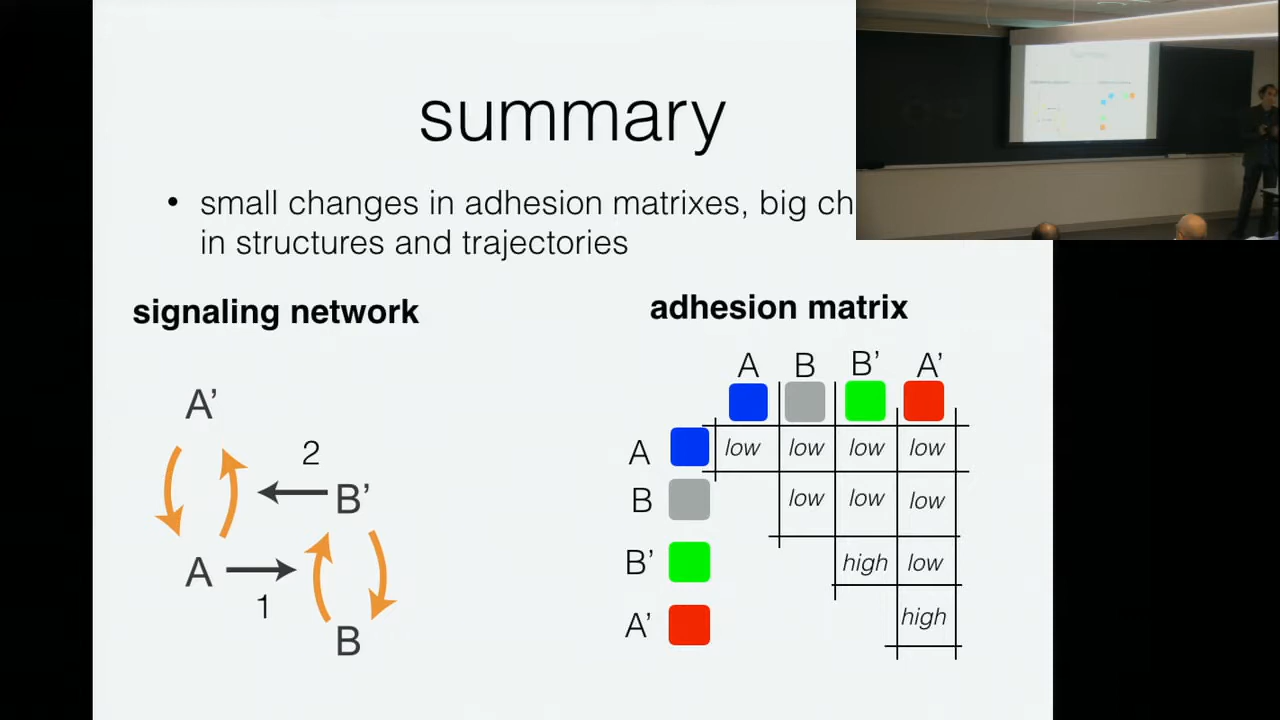 summary
• small changes in adhesion matrixes, big
in structures and trajectories
signaling network
A'
2
B'
A
1
B
adhesion matrix
A B B' A'
A low low low low
B low low low
B' high low
A' high